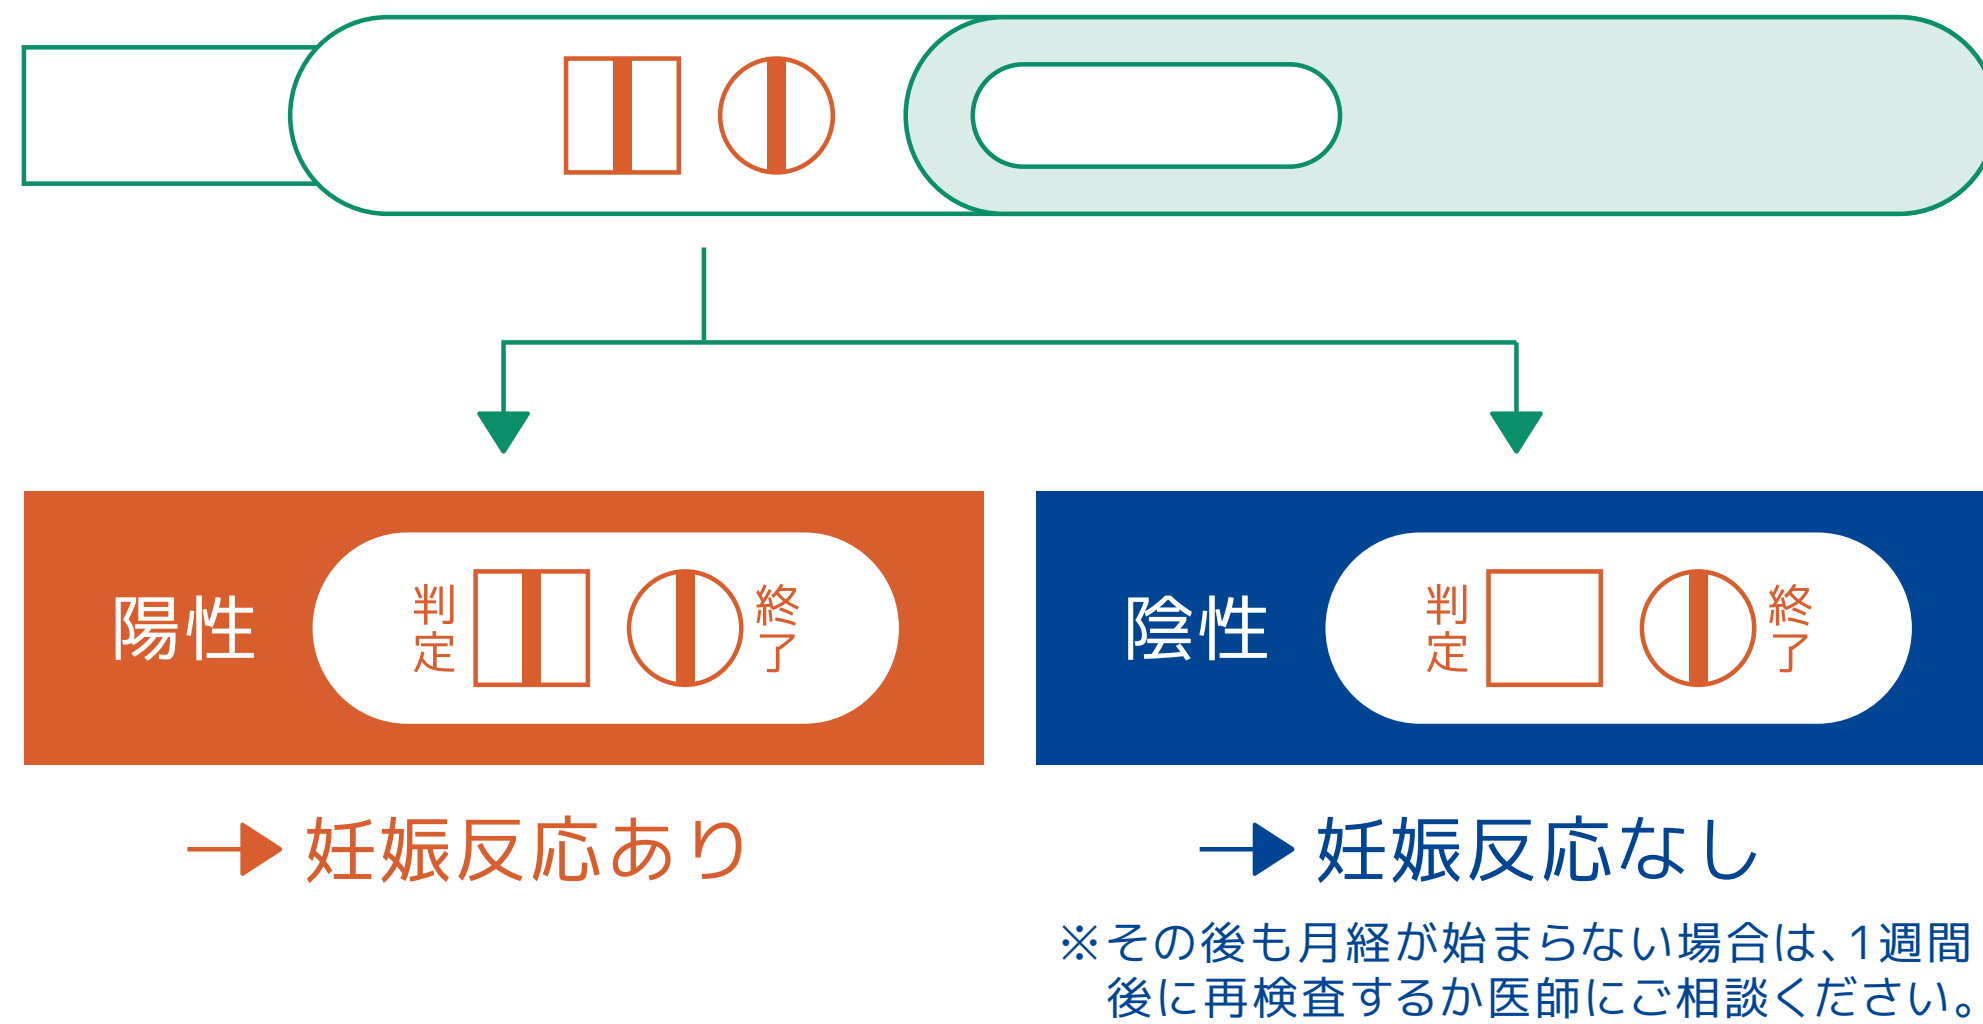 陽性
判定
終了
陰性
判定
終了
→妊娠反応あり
→妊娠反応なし
※その後も月経が始まらない場合は、1週間
後に再検査するか医師にご相談ください。